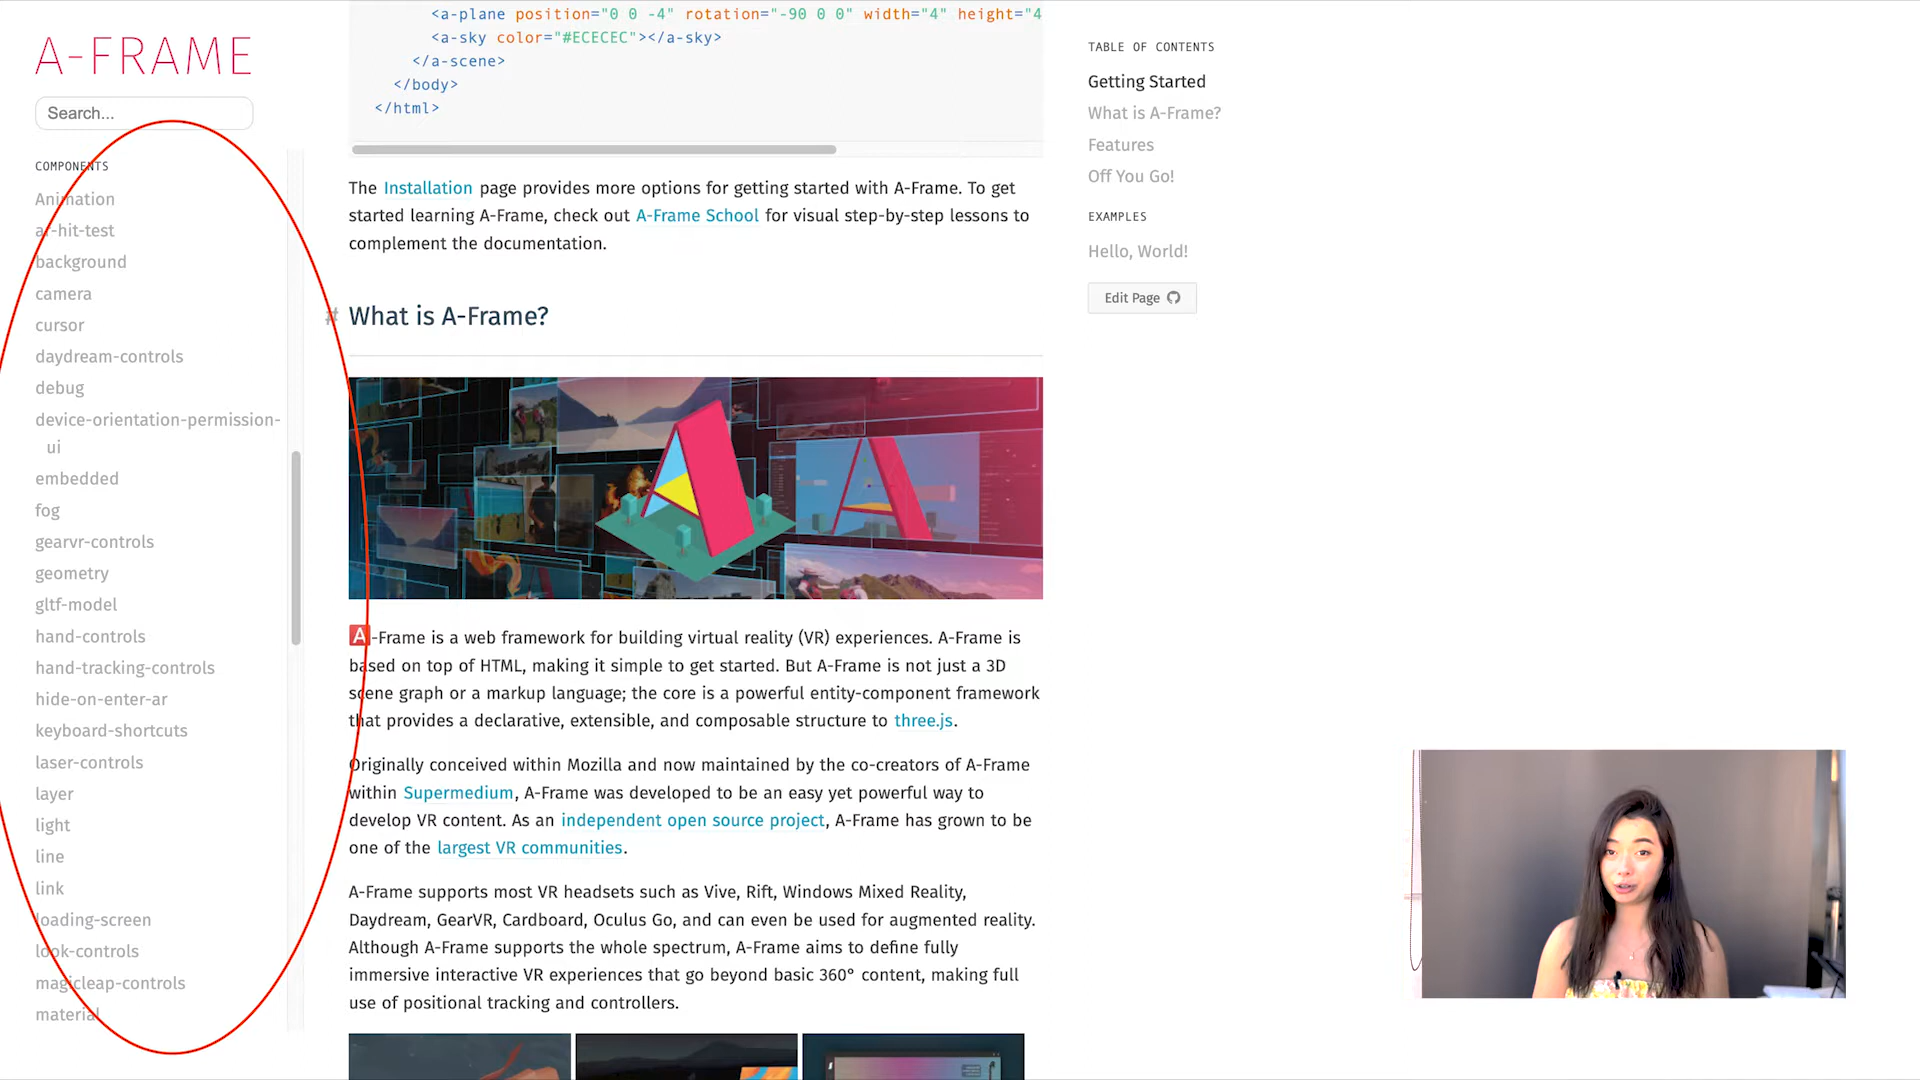 A-FRAME
Search...
COMPONENTS
Animation
ar-hit-test
background
camera
cursor
daydream-controls
debug
device-orientation-permission-
ui
embedded
fog
gearvr-controls
geometry
gltf-model
hand-controls
hand-tracking-controls
hide-on-enter-ar
keyboard-shortcuts
laser-controls
layer
light
line
link
loading-screen
look-controls
magicleap-controls
material
<a-plane position="0 0 -4" rotation="-90 0 0" width="4" height="4
<a-sky color="#ECECEC"></a-sky>
</a-scene>
</body>
</html>
The Installation page provides more options for getting started with A-Frame. To get
started learning A-Frame, check out A-Frame School for visual step-by-step lessons to
complement the documentation.
# What is A-Frame?
A-Frame is a web framework for building virtual reality (VR) experiences. A-Frame is
based on top of HTML, making it simple to get started. But A-Frame is not just a 3D
scene graph or a markup language; the core is a powerful entity-component framework
that provides a declarative, extensible, and composable structure to three.js.
Originally conceived within Mozilla and now maintained by the co-creators of A-Frame
within Supermedium, A-Frame was developed to be an easy yet powerful way to
develop VR content. As an independent open source project, A-Frame has grown to be
one of the largest VR communities.
A-Frame supports most VR headsets such as Vive, Rift, Windows Mixed Reality,
Daydream, GearVR, Cardboard, Oculus Go, and can even be used for augmented reality.
Although A-Frame supports the whole spectrum, A-Frame aims to define fully
immersive interactive VR experiences that go beyond basic 360° content, making full
use of positional tracking and controllers.
TABLE OF CONTENTS
Getting Started
What is A-Frame?
Features
Off You Go!
EXAMPLES
Hello, World!
Edit Page